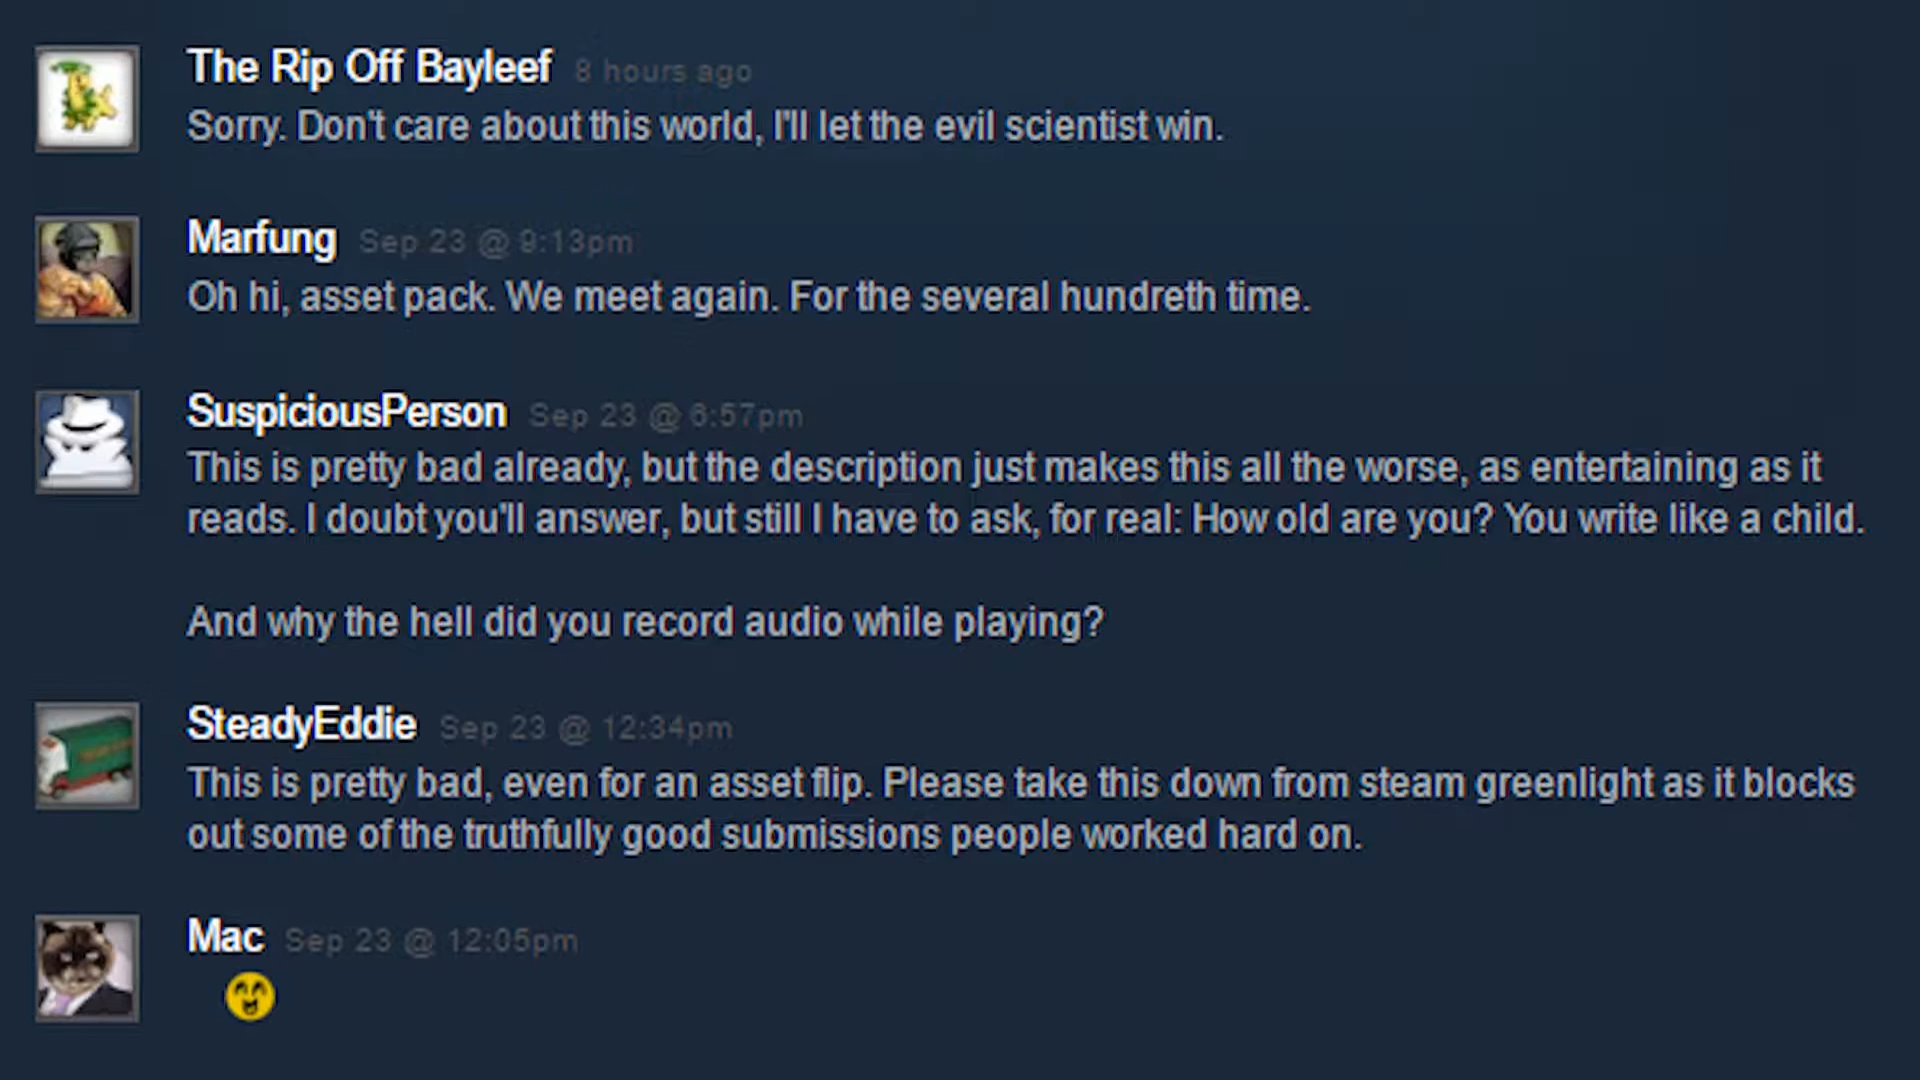 The Rip Off Bayleef 8 hours ago
Sorry. Don't care about this world, I'll let the evil scientist win.
Marfung Sep 23 @ 9:13pm
Oh hi, asset pack. We meet again. For the several hundreth time.
SuspiciousPerson Sep 23 @ 6:57pm
This is pretty bad already, but the description just makes this all the worse, as entertaining as it
reads. I doubt you'll answer, but still I have to ask, for real: How old are you? You write like a child.
And why the hell did you record audio while playing?
SteadyEddie Sep 23 @ 12:34pm
This is pretty bad, even for an asset flip. Please take this down from steam greenlight as it blocks
out some of the truthfully good submissions people worked hard on.
Mac Sep 23 @ 12:05pm